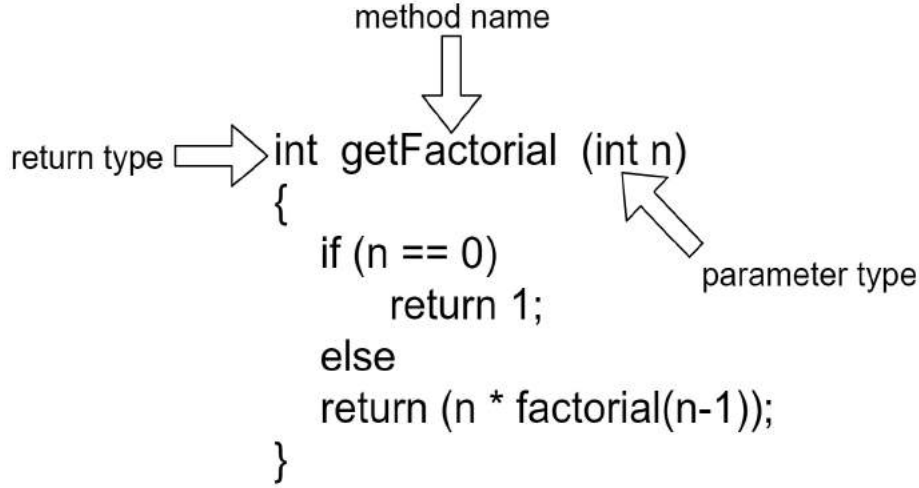 method name
return type int getFactorial (int n)
{
if (n == 0)
parameter type
return 1;
else
return (n * factorial(n-1));
}